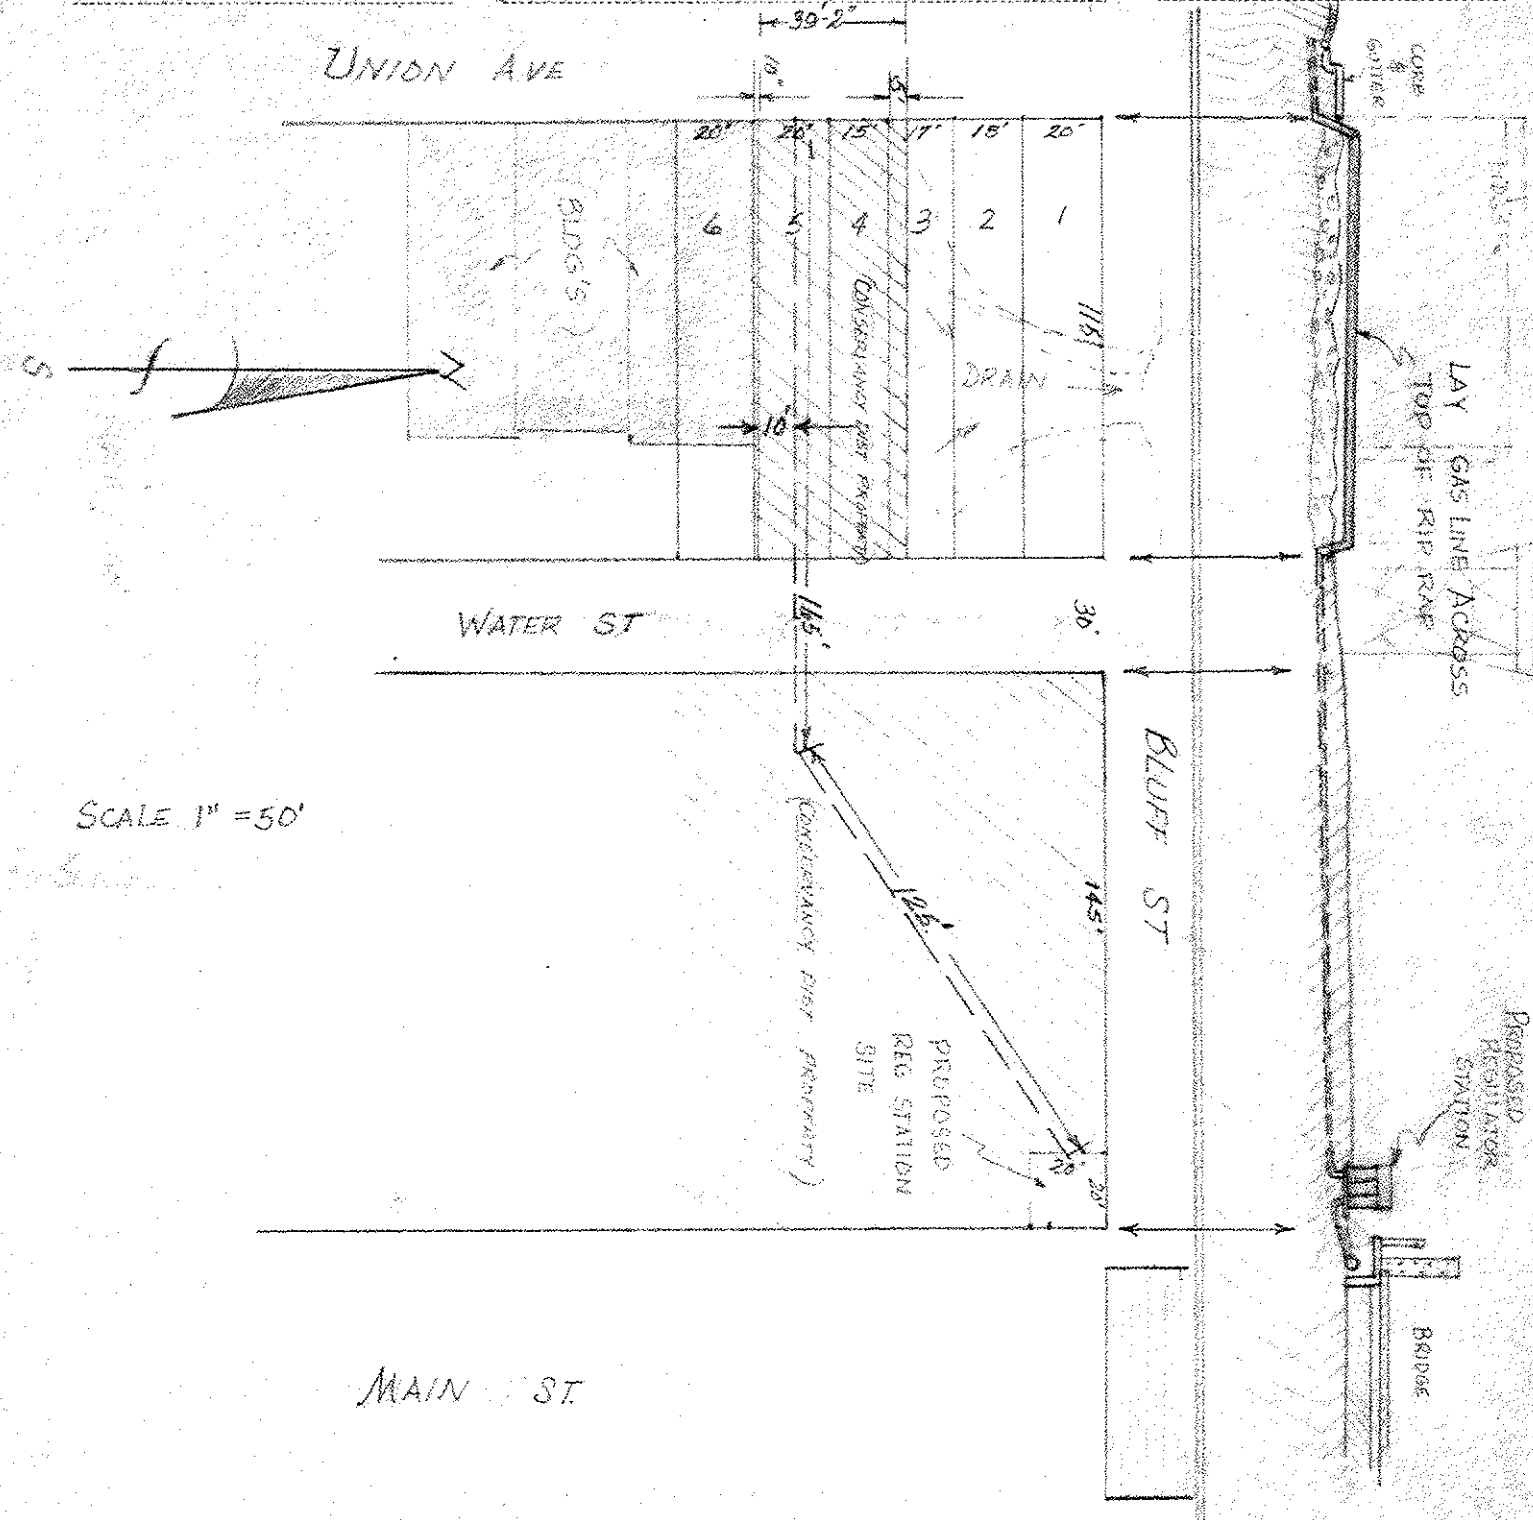 39'-2"
UNION AVE
10"
5'
CURB
&
GUTTER
20' 20' 15' 17' 18' 20'
6 5 4 3 2 1
BLDG'S
(CONSERVANCY DIST PROPERTY)
115'
DRAIN
10'
S
LAY GAS LINE ACROSS
TOP OF RIP RAP
WATER ST
165'
30'
BLUFF ST
SCALE 1" = 50'
(CONSERVANCY DIST PROPERTY)
125'
145'
PROPOSED
REG STATION
SITE
20'
20'
PROPOSED
REGULATOR
STATION
BRIDGE
MAIN ST.